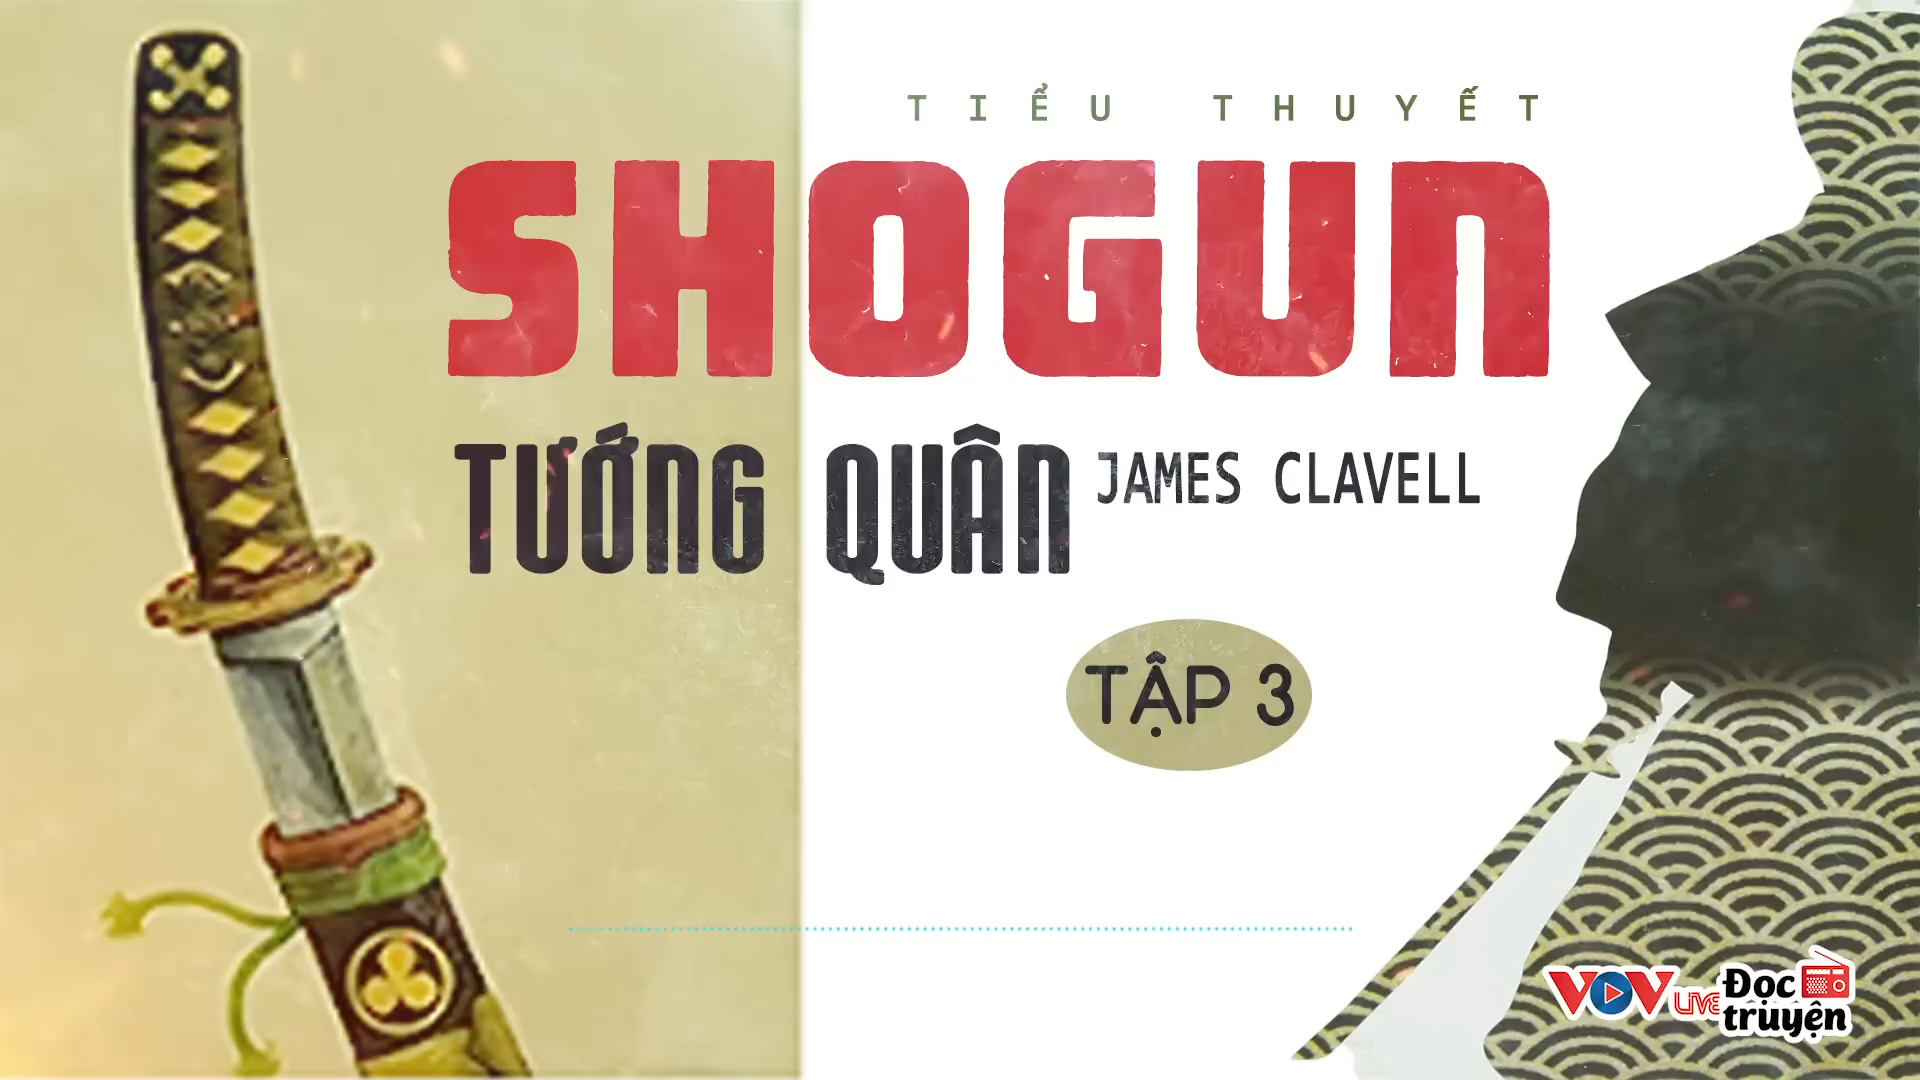 TIỂU THUYẾT
SHOGUN
TƯỚNG QUÂN JAMES CLAVELL
TẬP 3
VOV LIVE Đọc
truyện